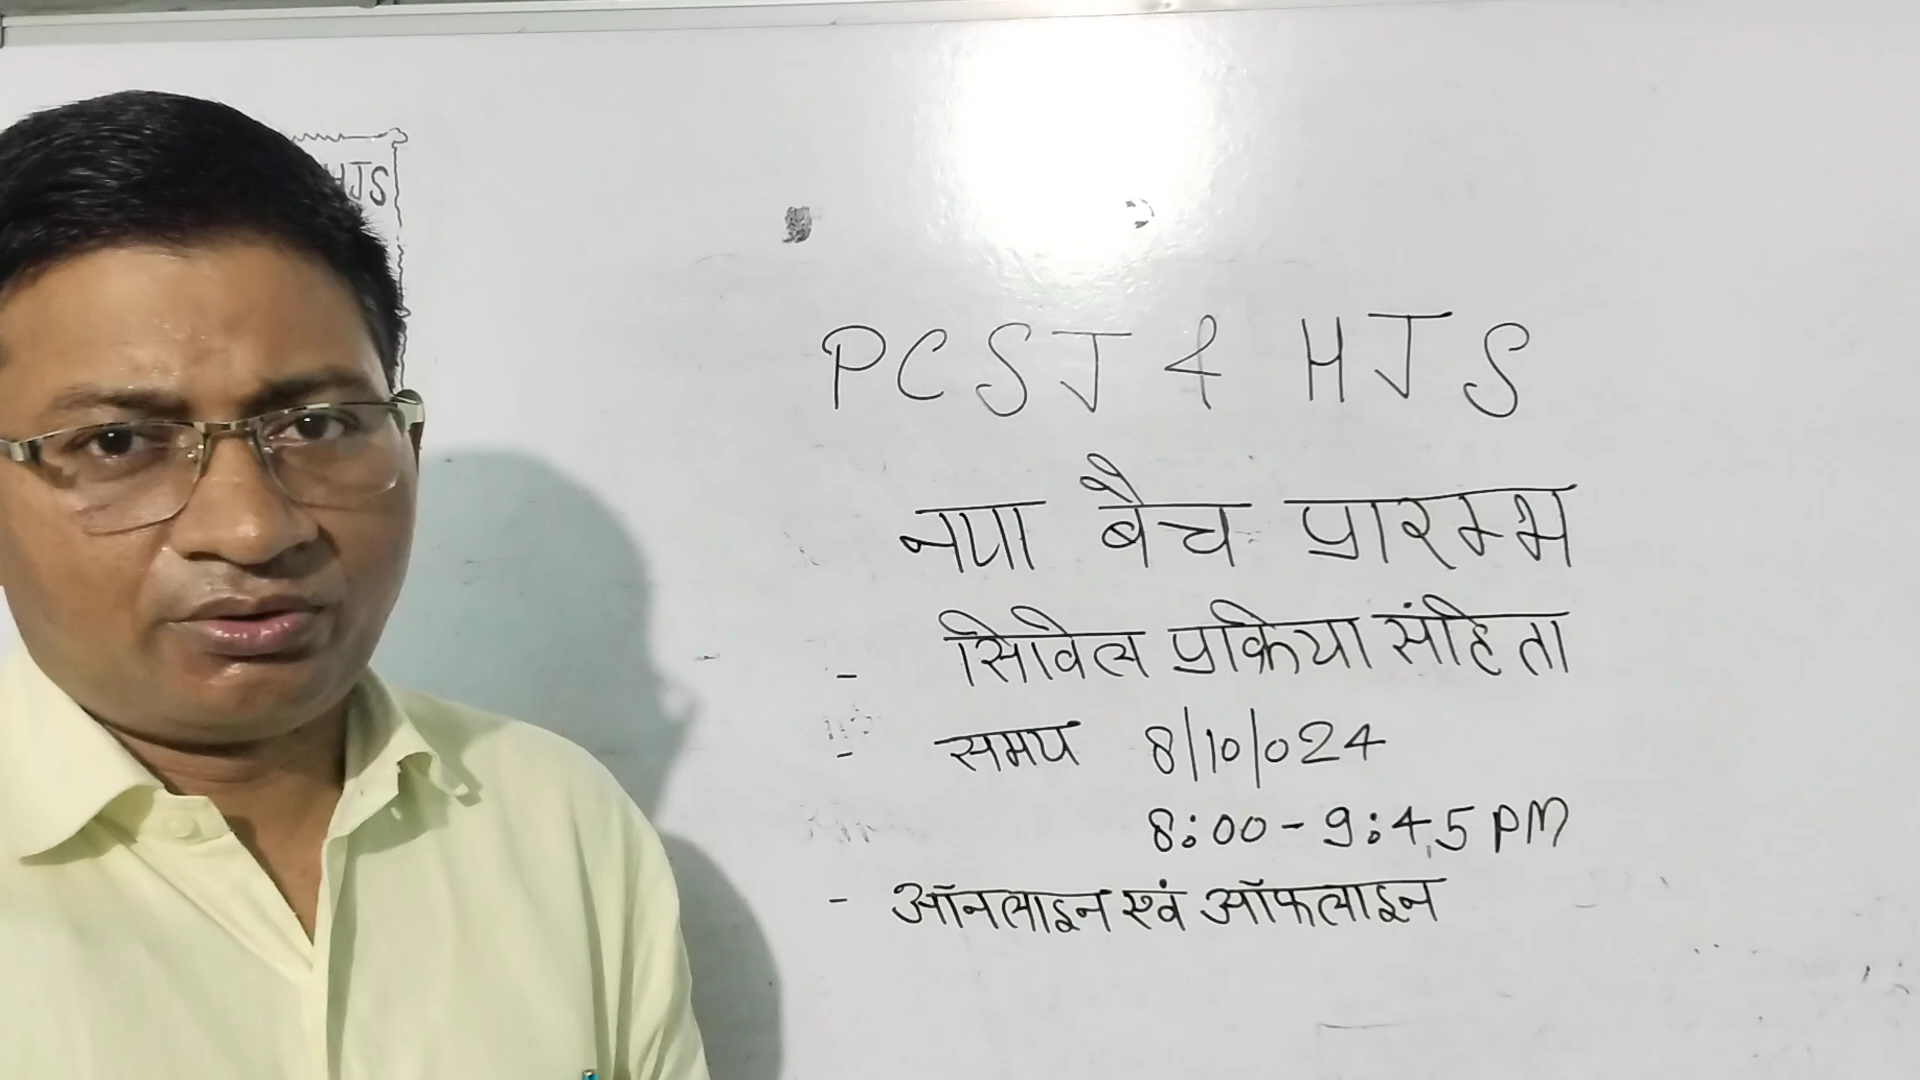 HJS
PCSJ & HJS
नया बैच प्रारम्भ
- सिविल प्रक्रिया संहिता
- समय 8/10/024
8:00 - 9:45 PM
- ऑनलाइन एवं ऑफलाइन